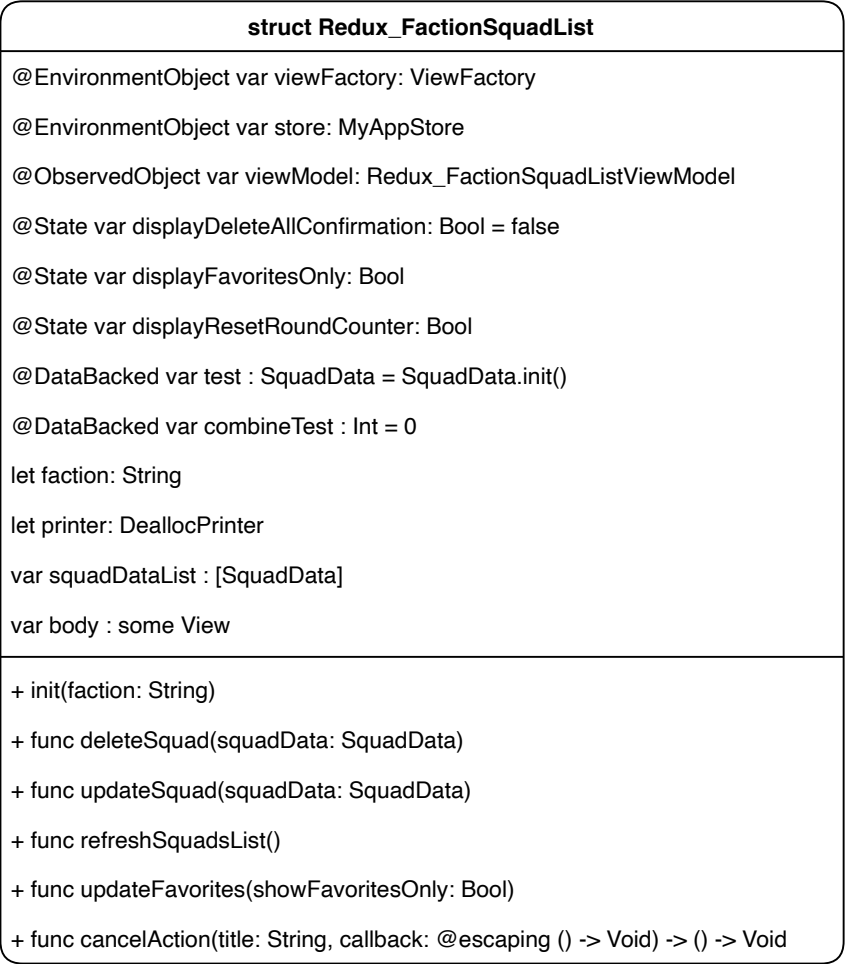 struct Redux_FactionSquadList
@EnvironmentObject var viewFactory: ViewFactory
@EnvironmentObject var store: MyAppStore
@ObservedObject var viewModel: Redux_FactionSquadListViewModel
@State var displayDeleteAllConfirmation: Bool = false
@State var displayFavoritesOnly: Bool
@State var displayResetRoundCounter: Bool
@DataBacked var test : SquadData = SquadData.init()
@DataBacked var combineTest : Int = 0
let faction: String
let printer: DeallocPrinter
var squadDataList : [SquadData]
var body : some View
+ init(faction: String)
+ func deleteSquad(squadData: SquadData)
+ func updateSquad(squadData: SquadData)
+ func refreshSquadsList()
+ func updateFavorites(showFavoritesOnly: Bool)
+ func cancelAction(title: String, callback: @escaping () -> Void) -> () -> Void